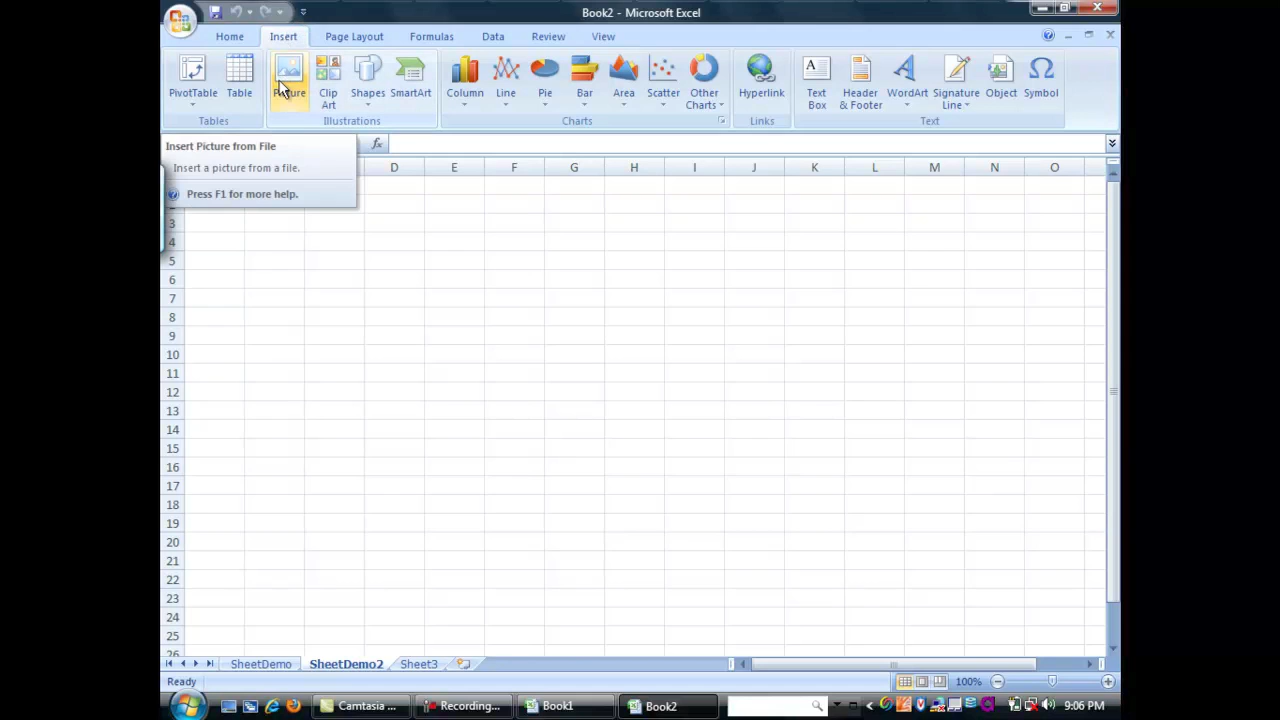 Book2 - Microsoft Excel
Home Insert Page Layout Formulas Data Review View
PivotTable Table Picture Clip Art Shapes SmartArt Column Line Pie Bar Area Scatter Other Charts Hyperlink Text Box Header & Footer WordArt Signature Line Object Symbol
Tables Illustrations Charts Links Text
fx
Insert Picture from File
Insert a picture from a file.
Press F1 for more help.
D E F G H I J K L M N O
3
4
5
6
7
8
9
10
11
12
13
14
15
16
17
18
19
20
21
22
23
24
25
26
SheetDemo SheetDemo2 Sheet3
Ready 100%
Camtasia ... Recording... Book1 Book2 9:06 PM